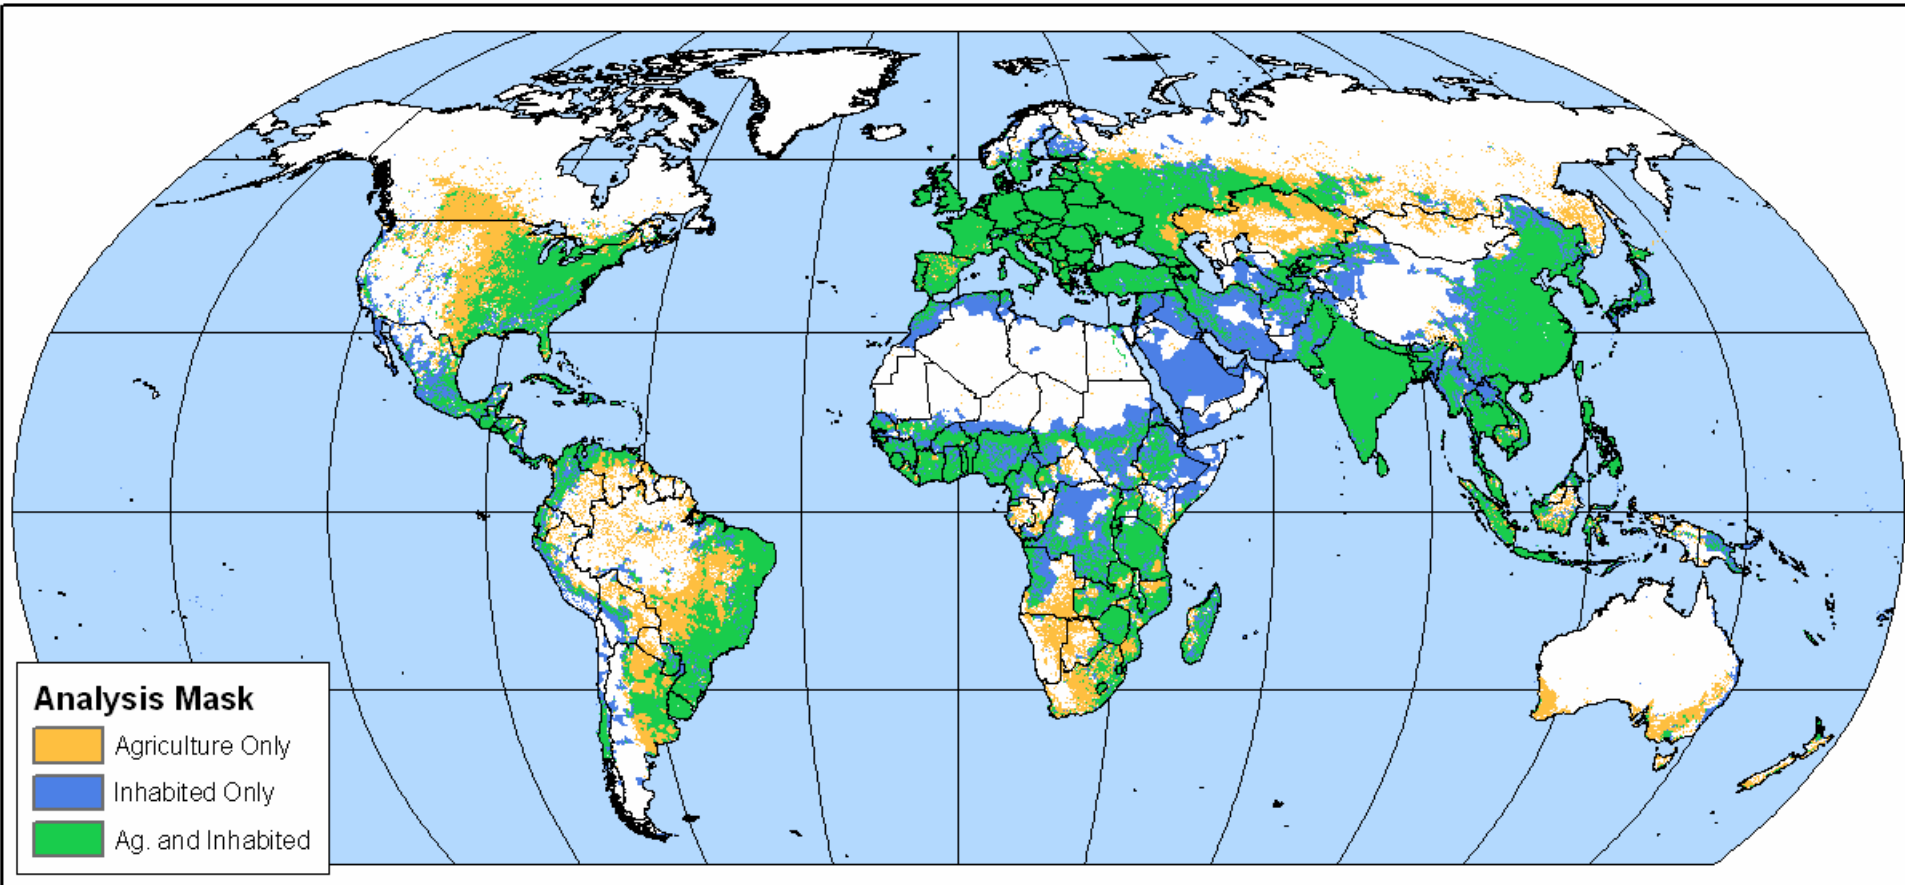 Analysis Mask
Agriculture Only
Inhabited Only
Ag. and Inhabited